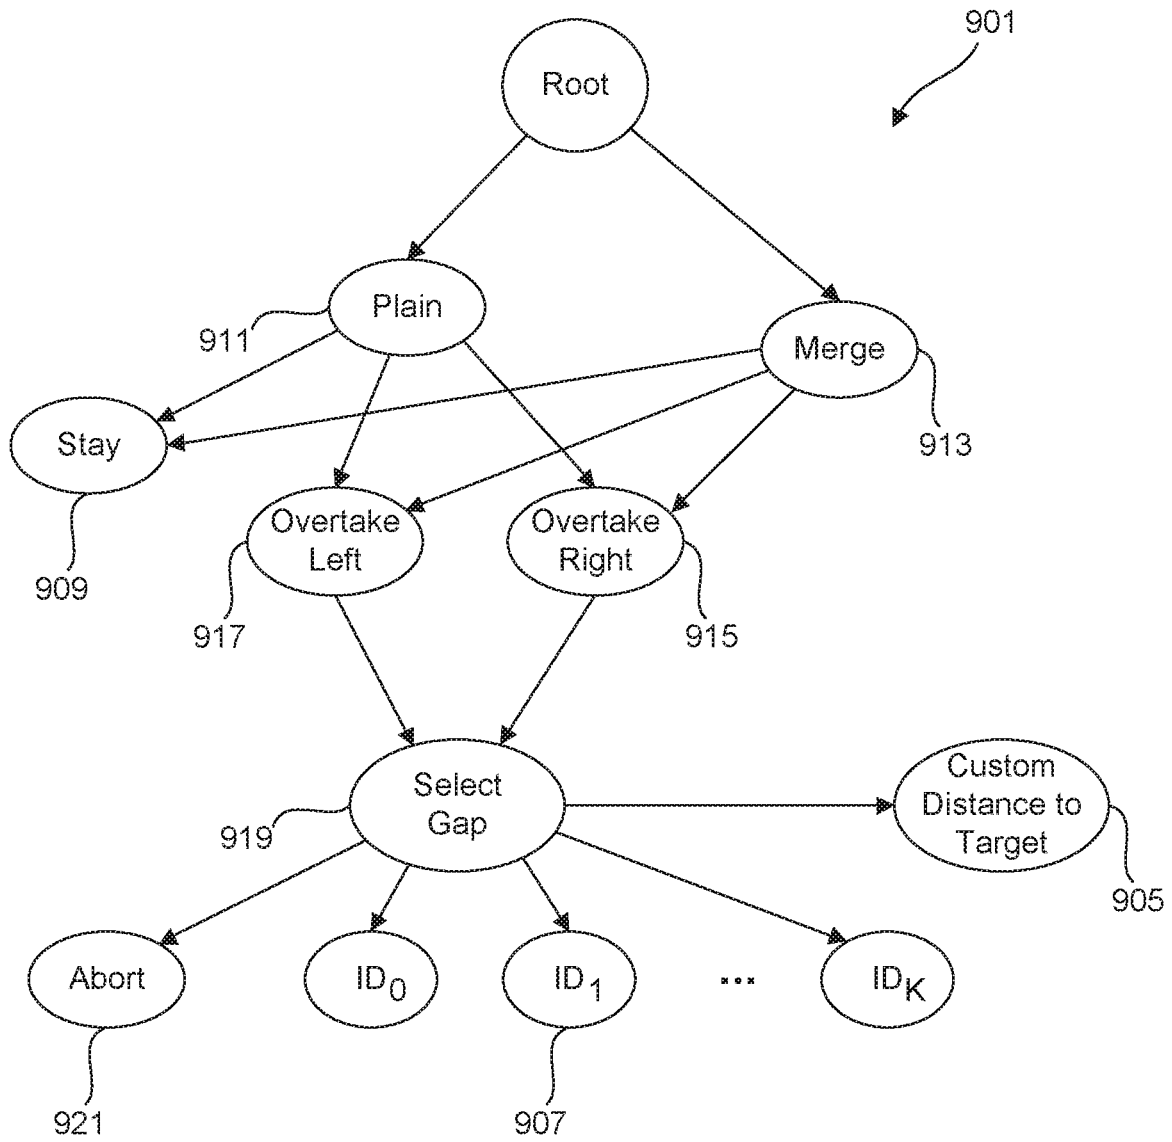 901
Root
Plain
911
Merge
913
Stay
909
Overtake
Left
917
Overtake
Right
915
Select
Gap
919
Custom
Distance to
Target
905
Abort
ID0
ID1
...
IDK
921
907